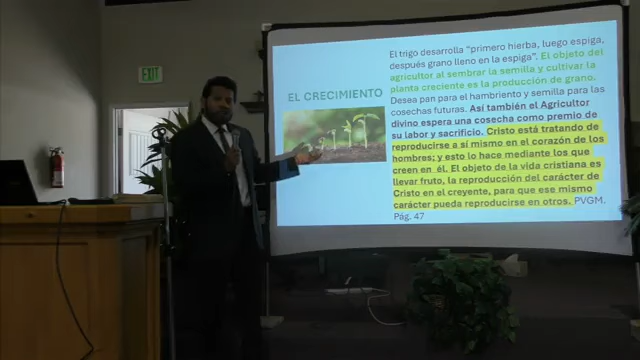 EXIT
EL CRECIMIENTO
El trigo desarrolla "primero hierba, luego espiga,
después grano lleno en la espiga". El objeto del
agricultor al sembrar la semilla y cultivar la
planta creciente es la producción de grano.
Desea pan para el hambriento y semilla para las
cosechas futuras. Así también el Agricultor
divino espera una cosecha como premio de
su labor y sacrificio. Cristo está tratando de
reproducirse a sí mismo en el corazón de los
hombres; y esto lo hace mediante los que
creen en él. El objeto de la vida cristiana es
llevar fruto, la reproducción del carácter de
Cristo en el creyente, para que ese mismo
carácter pueda reproducirse en otros. PVGM.
Pág. 47